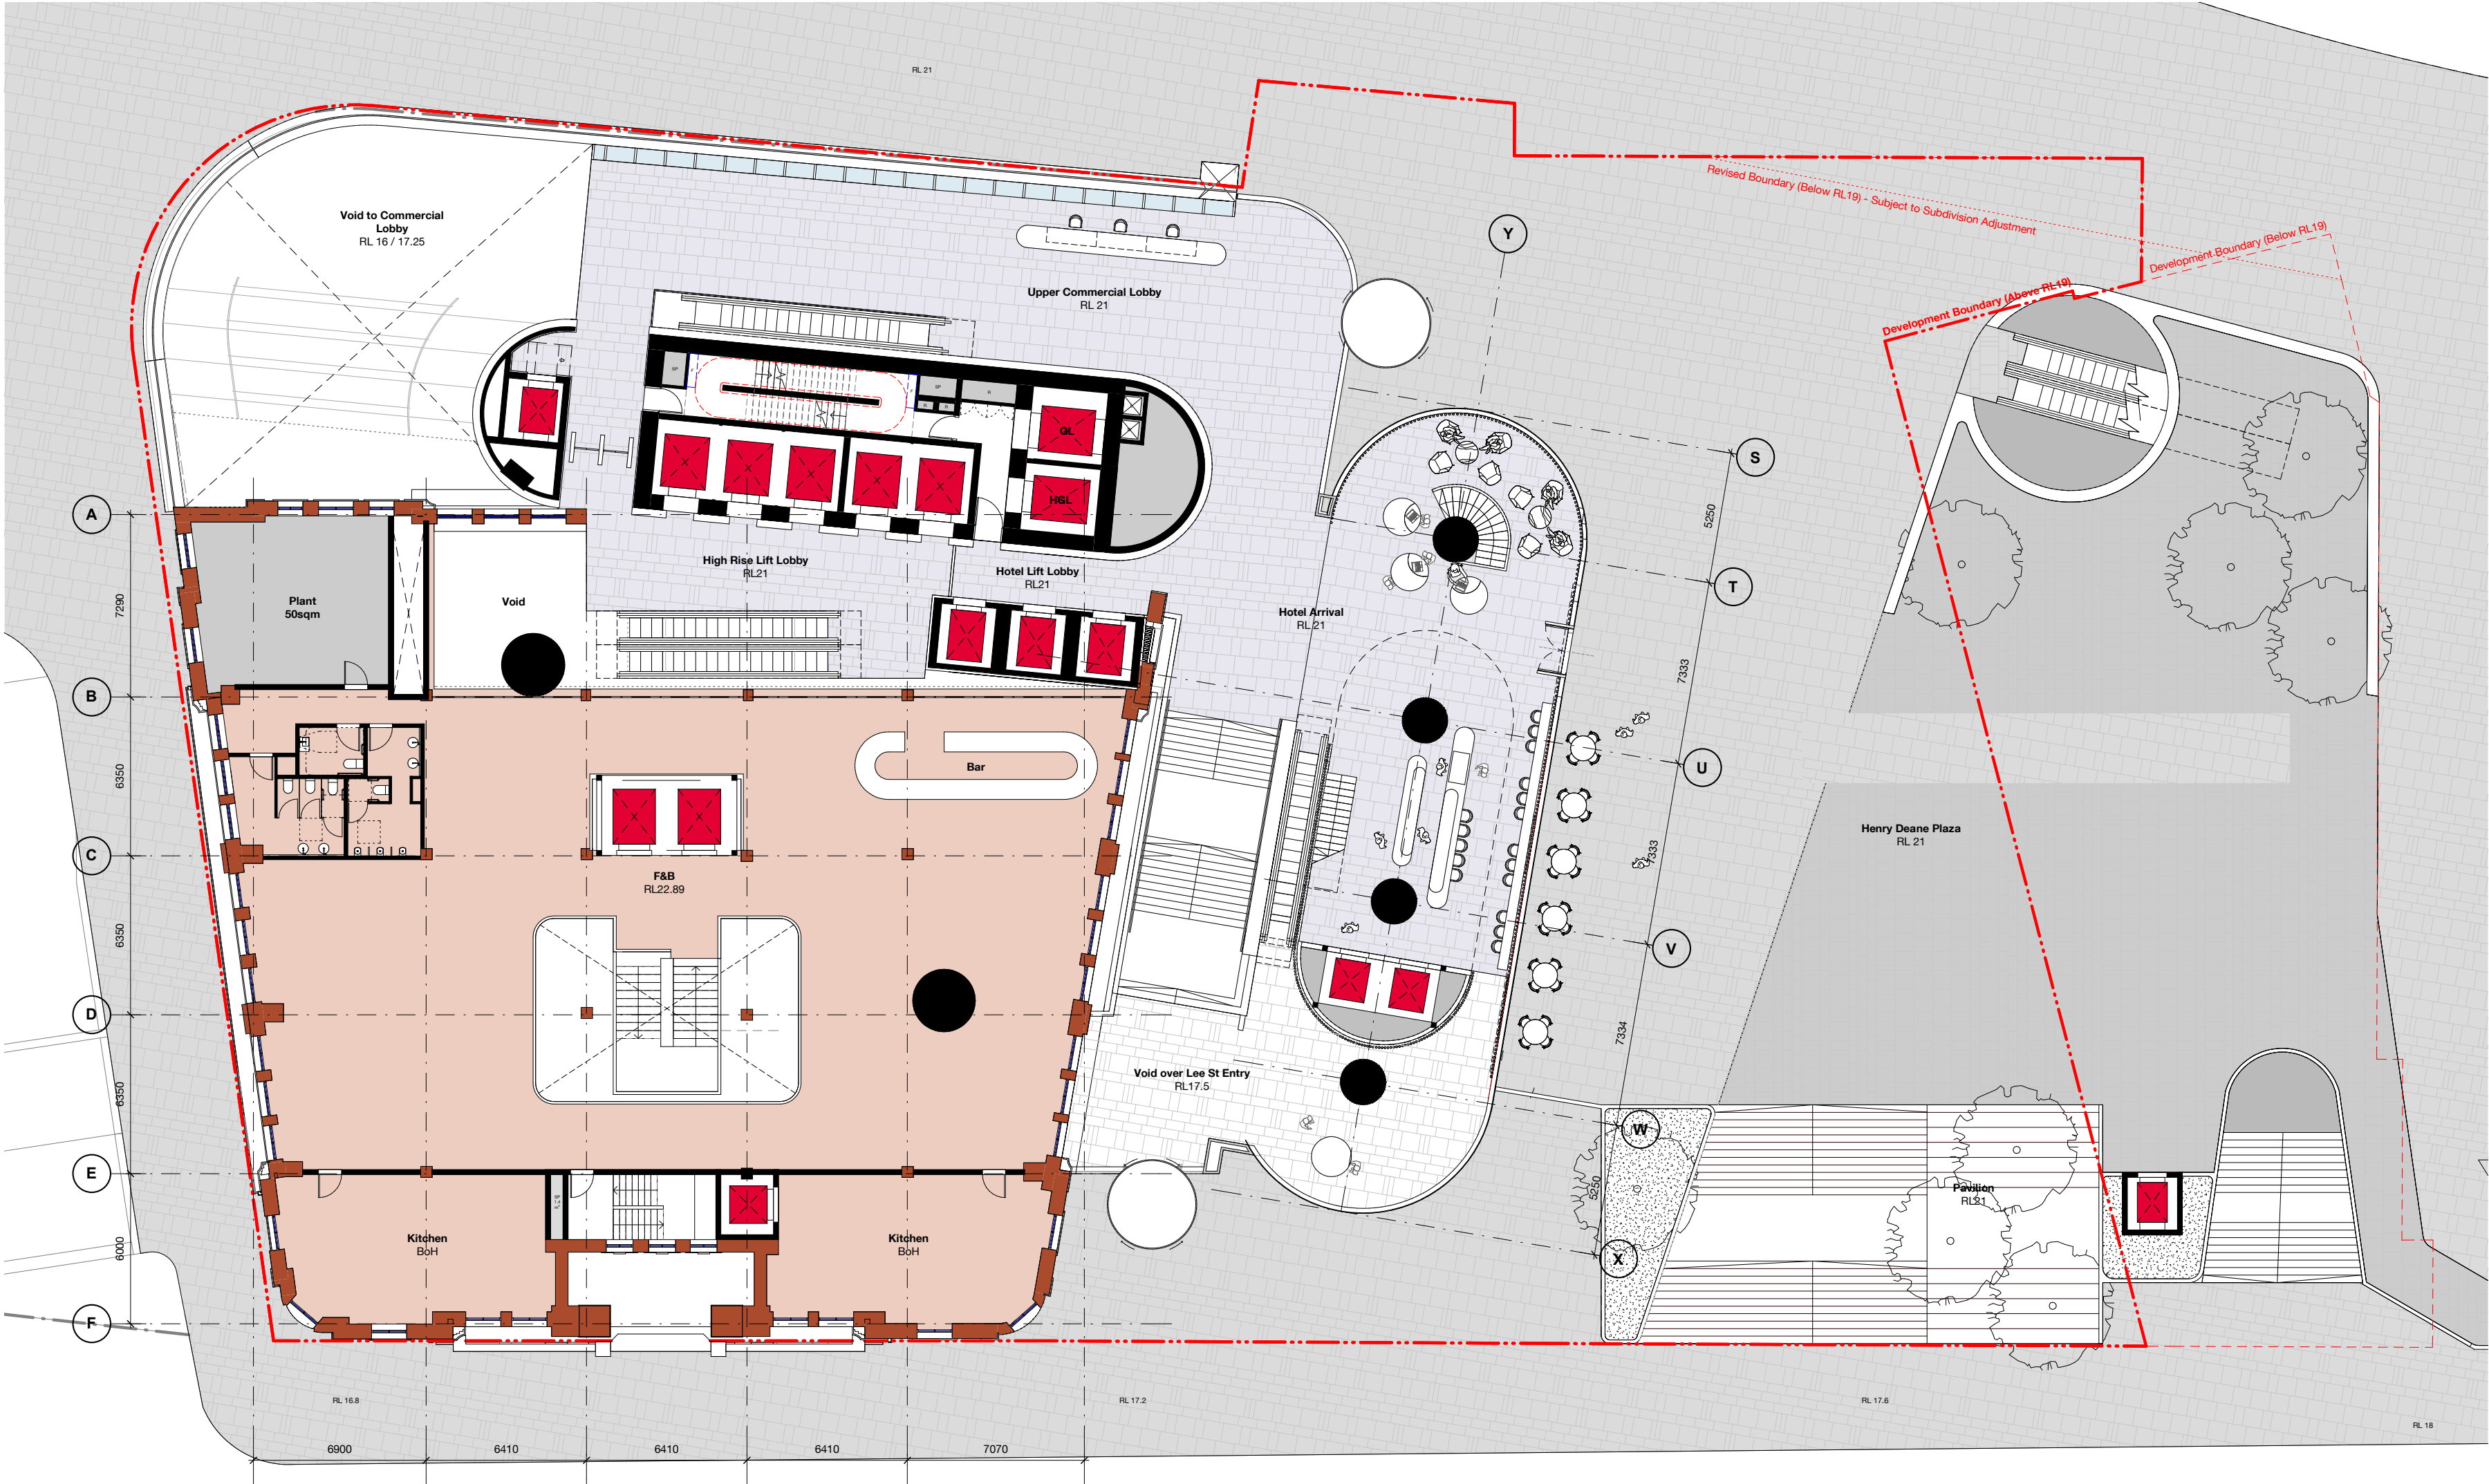 RL 21
Revised Boundary (Below RL19) - Subject to Subdivision Adjustment
Development Boundary (Below RL19)
Development Boundary (Above RL19)
Void to Commercial
Lobby
RL 16 / 17.25
Y
Upper Commercial Lobby
RL 21
SP
SP
R
R
R
GL
HGL
S
A
5250
High Rise Lift Lobby
RL21
Hotel Lift Lobby
RL21
T
Plant
50sqm
Void
7290
Hotel Arrival
RL 21
7333
B
U
Bar
6350
Henry Deane Plaza
RL 21
7333
C
F&B
RL22.89
6350
V
D
7334
Void over Lee St Entry
RL17.5
6350
W
E
5250
Pavilion
RL21
Kitchen
BoH
Kitchen
BoH
6000
X
F
RL 16.8
RL 17.2
RL 17.6
RL 18
6900
6410
6410
6410
7070